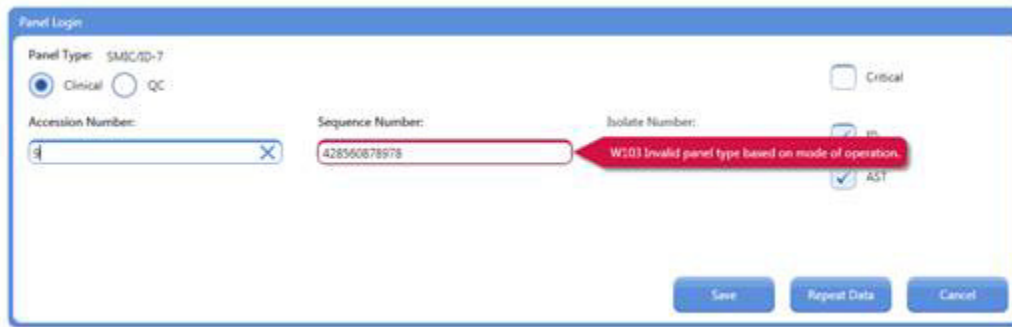 Panel Login
Panel Type: SMIC/ID-7
Clinical QC
Critical
Accession Number: Sequence Number: Isolate Number:
ID
9 428560878978 W103 Invalid panel type based on mode of operation.
AST
Save Repeat Data Cancel